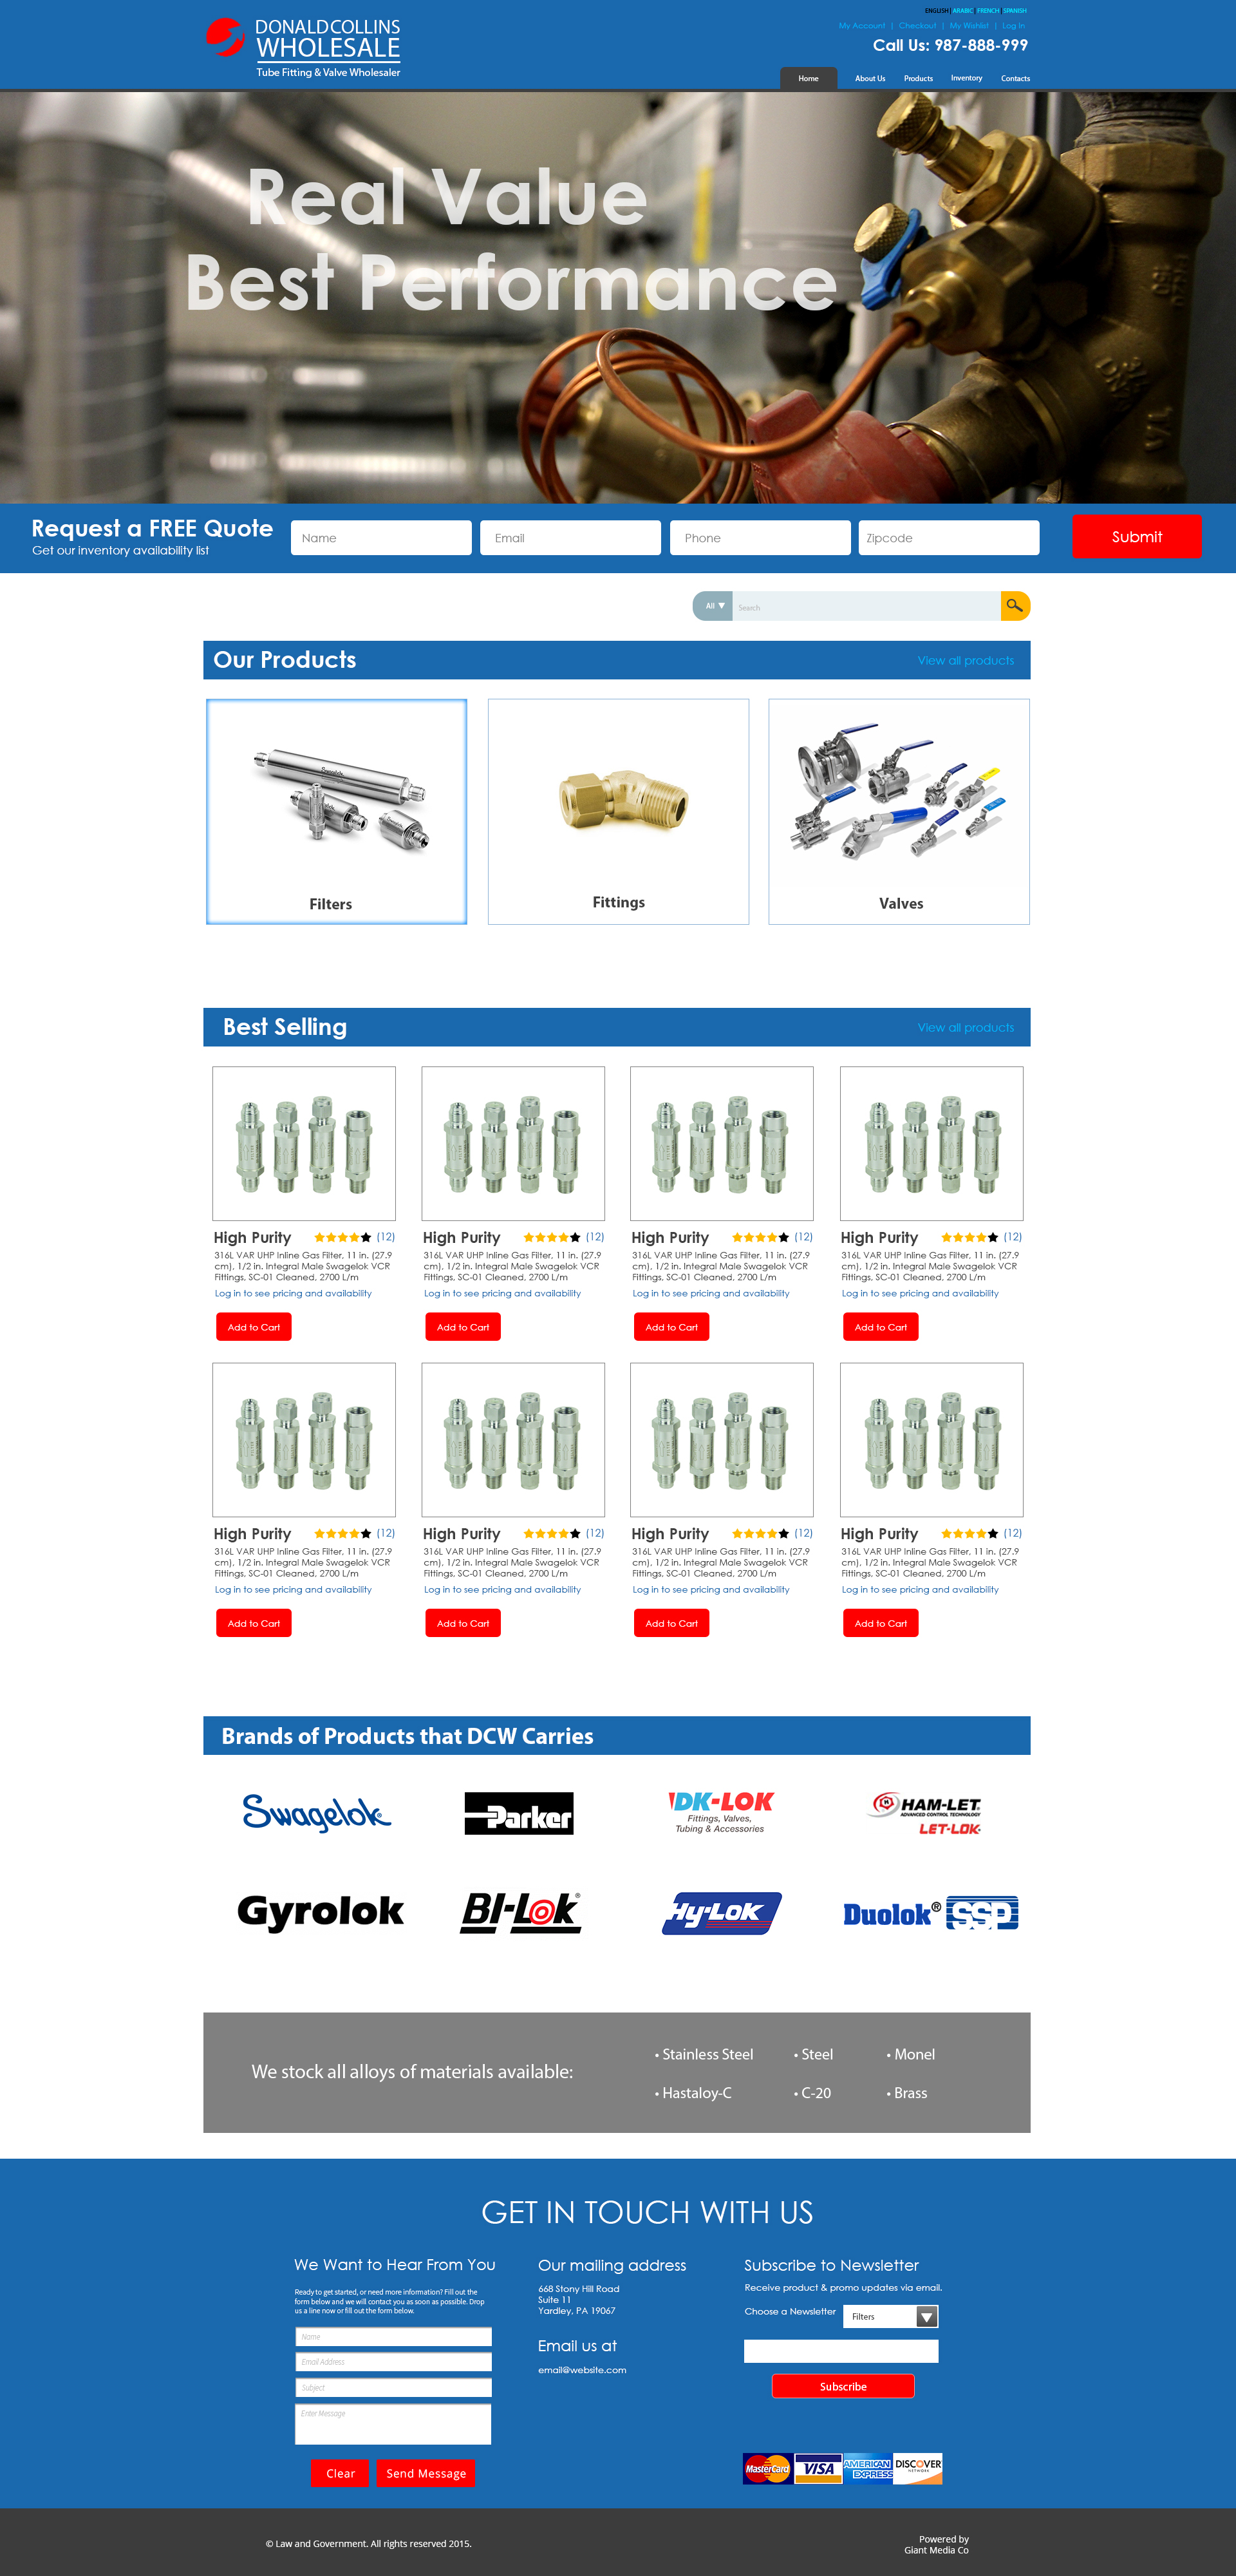 ENGLISH | ARABIC | FRENCH | SPANISH
My Account | Checkout | My Wishlist | Log In
Call Us: 987-888-999
DONALDCOLLINS
WHOLESALE
Tube Fitting & Valve Wholesaler
Home About Us Products Inventory Contacts
Real Value
Best Performance
Request a FREE Quote
Get our inventory availability list
Name Email Phone Zipcode Submit
All Search
Our Products View all products
Swagelok
Filters Fittings Valves
Best Selling View all products
High Purity (12) High Purity (12) High Purity (12) High Purity (12)
316L VAR UHP Inline Gas Filter, 11 in. (27.9 316L VAR UHP Inline Gas Filter, 11 in. (27.9 316L VAR UHP Inline Gas Filter, 11 in. (27.9 316L VAR UHP Inline Gas Filter, 11 in. (27.9
cm), 1/2 in. Integral Male Swagelok VCR cm), 1/2 in. Integral Male Swagelok VCR cm), 1/2 in. Integral Male Swagelok VCR cm), 1/2 in. Integral Male Swagelok VCR
Fittings, SC-01 Cleaned, 2700 L/m Fittings, SC-01 Cleaned, 2700 L/m Fittings, SC-01 Cleaned, 2700 L/m Fittings, SC-01 Cleaned, 2700 L/m
Log in to see pricing and availability Log in to see pricing and availability Log in to see pricing and availability Log in to see pricing and availability
Add to Cart Add to Cart Add to Cart Add to Cart
High Purity (12) High Purity (12) High Purity (12) High Purity (12)
316L VAR UHP Inline Gas Filter, 11 in. (27.9 316L VAR UHP Inline Gas Filter, 11 in. (27.9 316L VAR UHP Inline Gas Filter, 11 in. (27.9 316L VAR UHP Inline Gas Filter, 11 in. (27.9
cm), 1/2 in. Integral Male Swagelok VCR cm), 1/2 in. Integral Male Swagelok VCR cm), 1/2 in. Integral Male Swagelok VCR cm), 1/2 in. Integral Male Swagelok VCR
Fittings, SC-01 Cleaned, 2700 L/m Fittings, SC-01 Cleaned, 2700 L/m Fittings, SC-01 Cleaned, 2700 L/m Fittings, SC-01 Cleaned, 2700 L/m
Log in to see pricing and availability Log in to see pricing and availability Log in to see pricing and availability Log in to see pricing and availability
Add to Cart Add to Cart Add to Cart Add to Cart
Brands of Products that DCW Carries
Swagelok®
Parker
DK-LOK
Fittings, Valves,
Tubing & Accessories
HAM-LET
ADVANCED CONTROL TECHNOLOGY
LET-LOK®
Gyrolok
BI-Lok®
Hy-Lok
Duolok® SSP
We stock all alloys of materials available:
• Stainless Steel • Steel • Monel
• Hastaloy-C • C-20 • Brass
GET IN TOUCH WITH US
We Want to Hear From You
Ready to get started, or need more information? Fill out the
form below and we will contact you as soon as possible. Drop
us a line now or fill out the form below.
Name
Email Address
Subject
Enter Message
Clear Send Message
Our mailing address
668 Stony Hill Road
Suite 11
Yardley, PA 19067
Email us at
email@website.com
Subscribe to Newsletter
Receive product & promo updates via email.
Choose a Newsletter Filters
Subscribe
MasterCard VISA AMERICAN EXPRESS DISCOVER NETWORK
© Law and Government. All rights reserved 2015.
Powered by
Giant Media Co